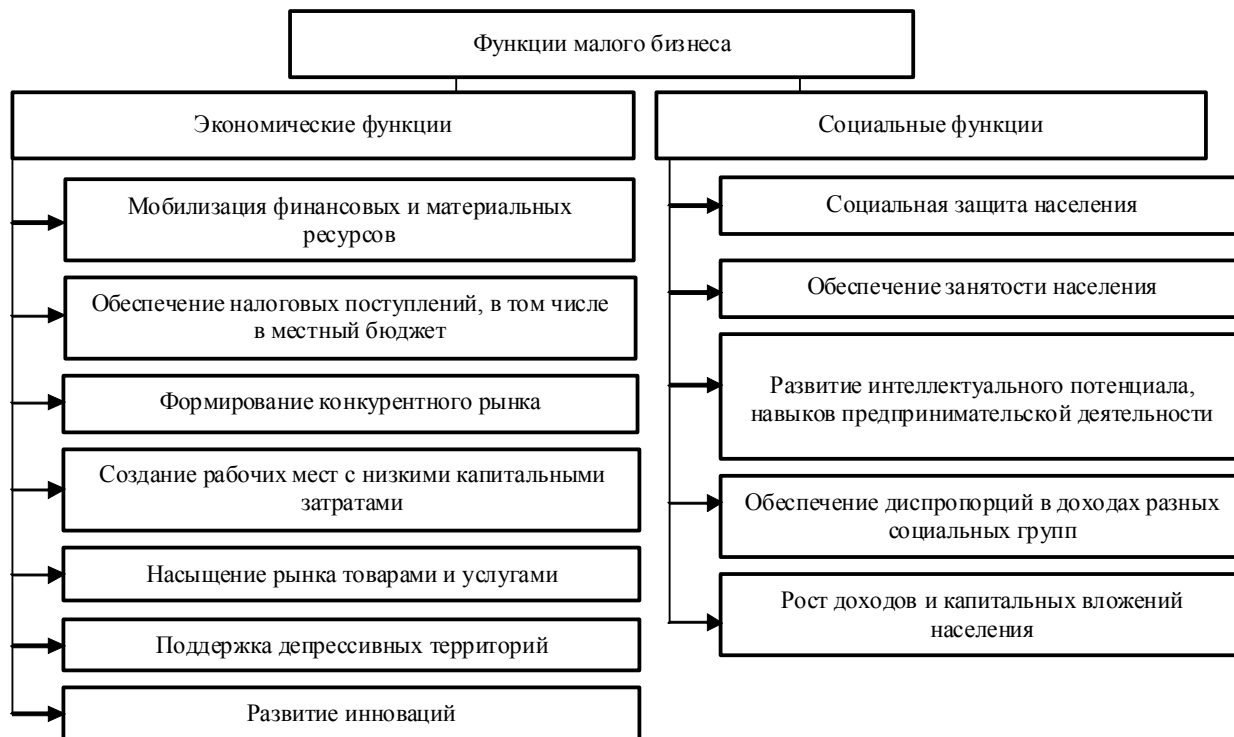 Функции малого бизнеса
Экономические функции
Мобилизация финансовых и материальных
ресурсов
Обеспечение налоговых поступлений, в том числе
в местный бюджет
Формирование конкурентного рынка
Создание рабочих мест с низкими капитальными
затратами
Насыщение рынка товарами и услугами
Поддержка депрессивных территорий
Развитие инноваций
Социальные функции
Социальная защита населения
Обеспечение занятости населения
Развитие интеллектуального потенциала,
навыков предпринимательской деятельности
Обеспечение диспропорций в доходах разных
социальных групп
Рост доходов и капитальных вложений
населения